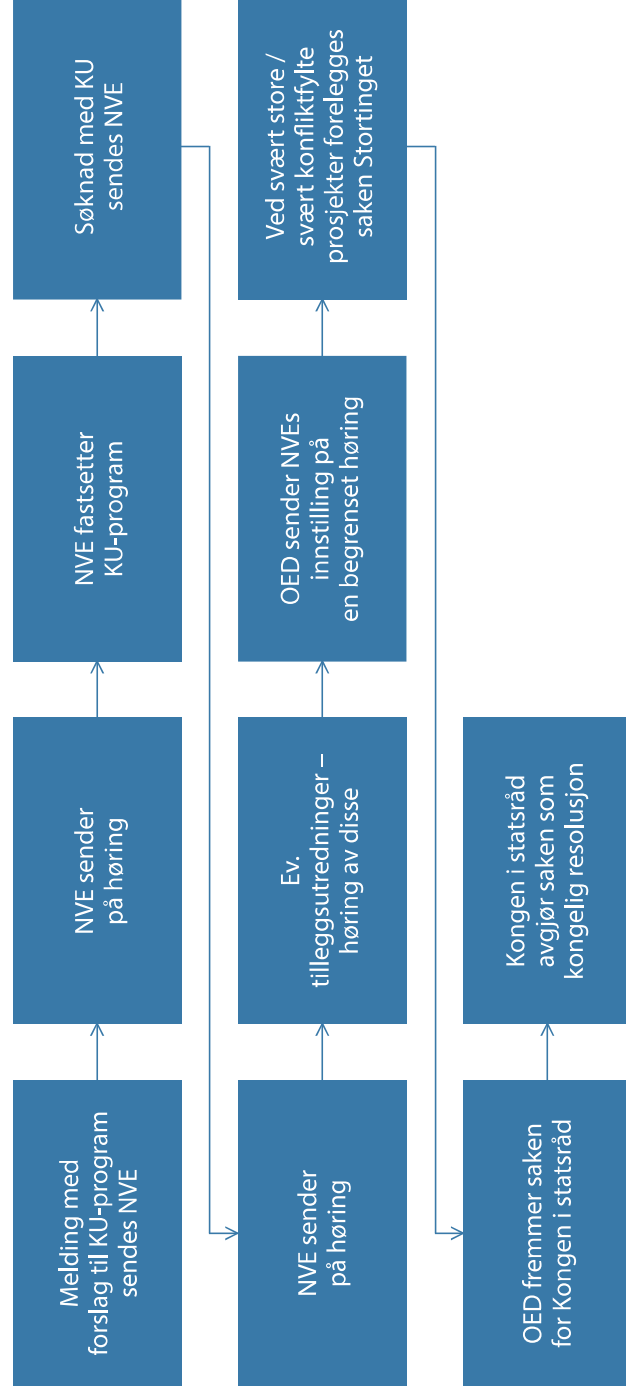 Melding med
forslag til KU-program
sendes NVE
NVE sender
på høring
NVE fastsetter
KU-program
Søknad med KU
sendes NVE
NVE sender
på høring
Ev.
tilleggsutredninger –
høring av disse
OED sender NVEs
innstilling på
en begrenset høring
Ved svært store /
svært konfliktfylte
prosjekter forelegges
saken Stortinget
OED fremmer saken
for Kongen i statsråd
Kongen i statsråd
avgjør saken som
kongelig resolusjon